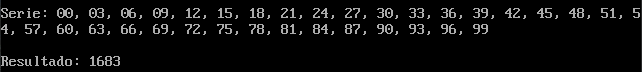 Serie: 00, 03, 06, 09, 12, 15, 18, 21, 24, 27, 30, 33, 36, 39, 42, 45, 48, 51, 5
4, 57, 60, 63, 66, 69, 72, 75, 78, 81, 84, 87, 90, 93, 96, 99
Resultado: 1683